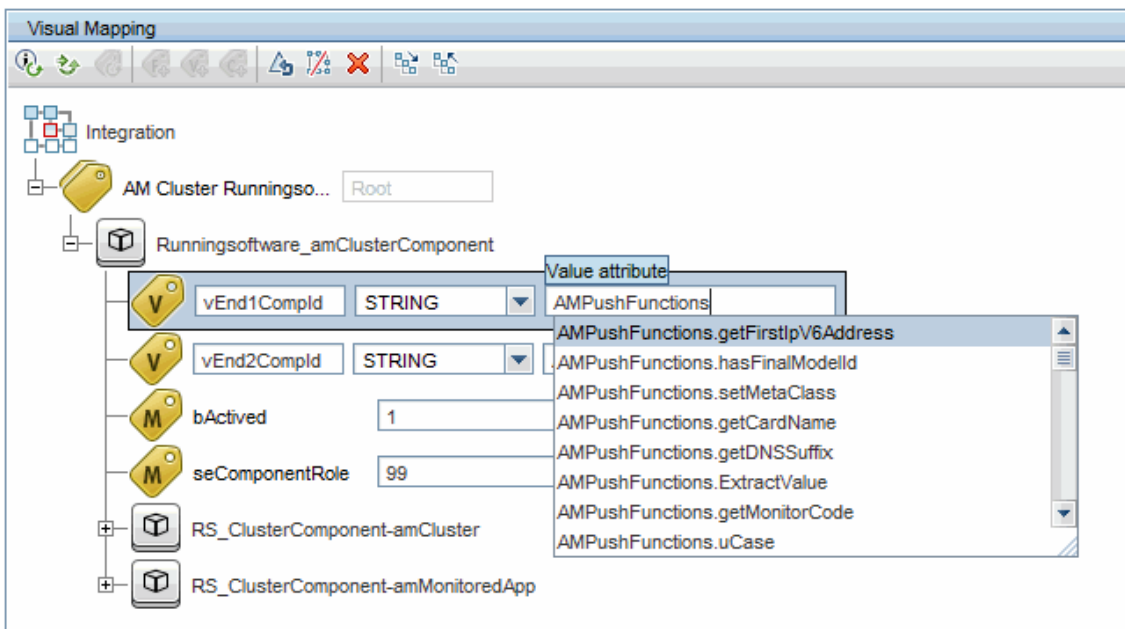 Visual Mapping
Integration
AM Cluster Runningso... Root
Runningsoftware_amClusterComponent
Value attribute
V vEnd1CompId STRING AMPushFunctions
AMPushFunctions.getFirstIpV6Address
V vEnd2CompId STRING
AMPushFunctions.hasFinalModelId
AMPushFunctions.setMetaClass
M bActived 1
AMPushFunctions.getCardName
AMPushFunctions.getDNSSuffix
M seComponentRole 99
AMPushFunctions.ExtractValue
AMPushFunctions.getMonitorCode
RS_ClusterComponent-amCluster
AMPushFunctions.uCase
RS_ClusterComponent-amMonitoredApp